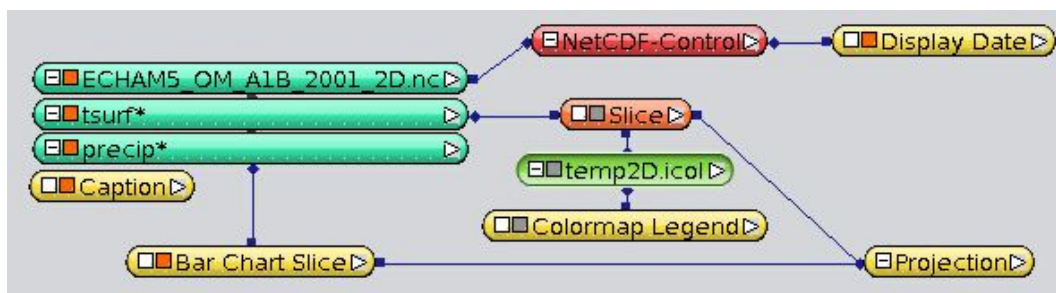 NetCDF-Control
Display Date
ECHAM5_OM_A1B_2001_2D.nc
tsurf*
Slice
precip*
temp2D.icol
Caption
Colormap Legend
Bar Chart Slice
Projection